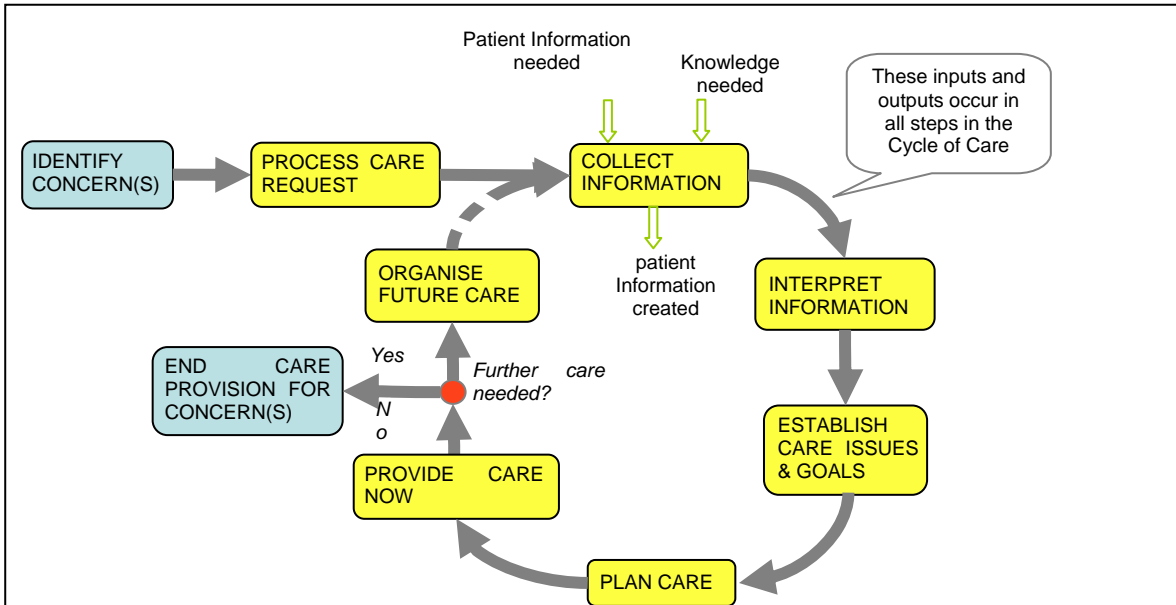 Patient Information
needed
Knowledge
needed
These inputs and
outputs occur in
all steps in the
Cycle of Care
IDENTIFY
CONCERN(S)
PROCESS CARE
REQUEST
COLLECT
INFORMATION
patient
Information
created
ORGANISE
FUTURE CARE
INTERPRET
INFORMATION
Yes
Further care
needed?
END CARE
PROVISION FOR
CONCERN(S)
N
o
ESTABLISH
CARE ISSUES
& GOALS
PROVIDE CARE
NOW
PLAN CARE